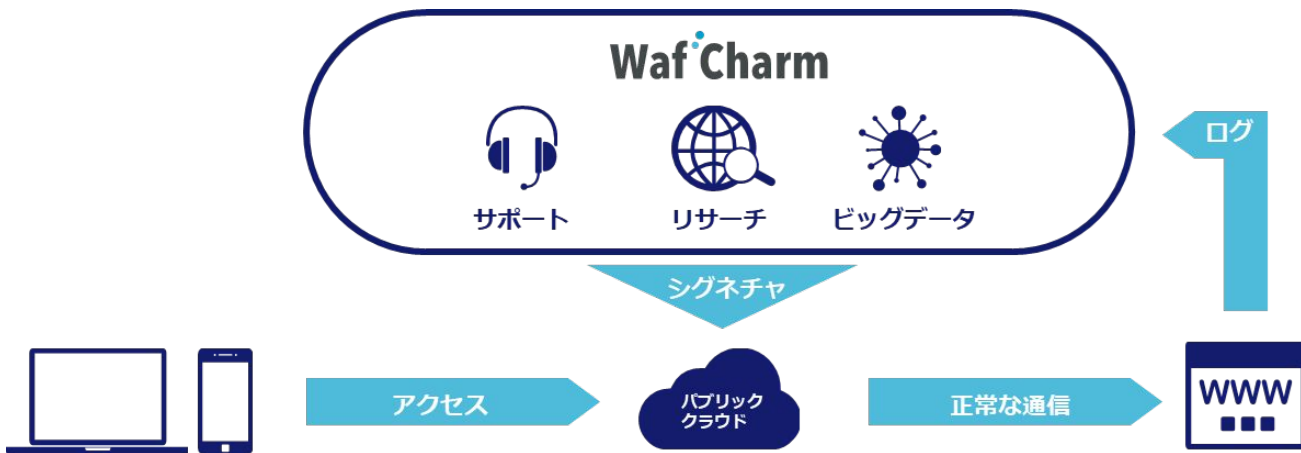 WafCharm
サポート
リサーチ
ビッグデータ
ログ
シグネチャ
アクセス
パブリック
クラウド
正常な通信
WWW